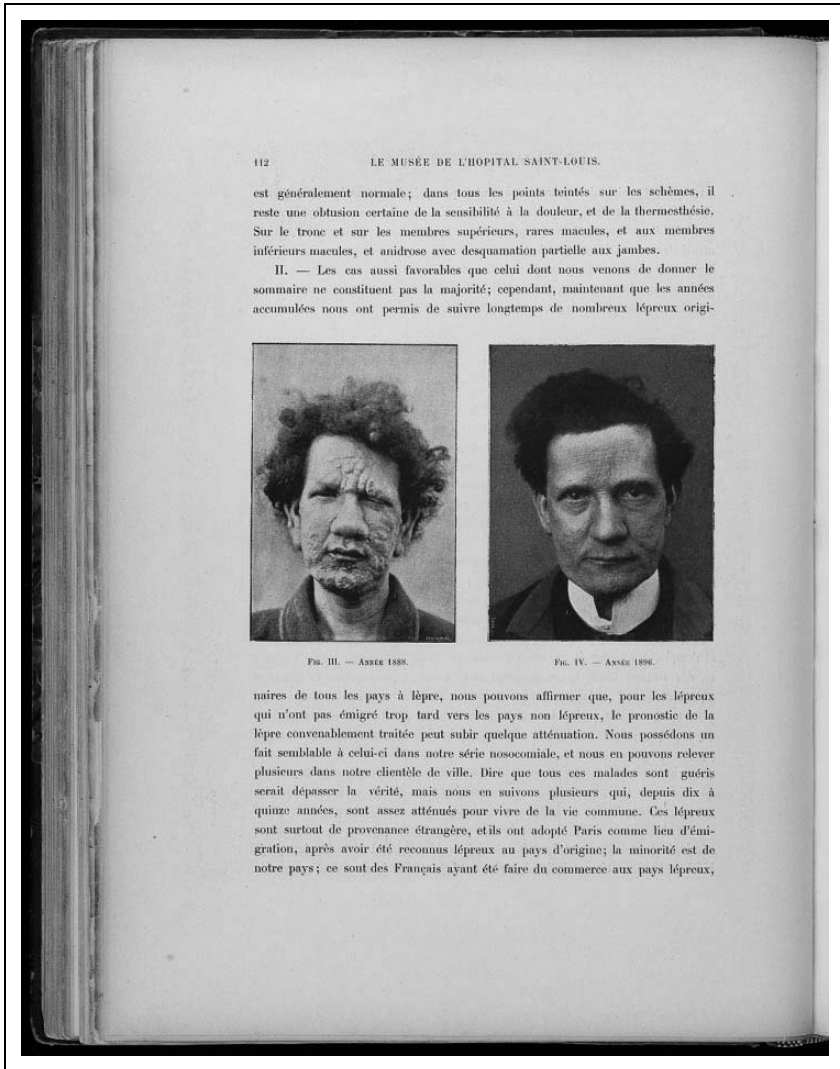 112 LE MUSÉE DE L'HOPITAL SAINT-LOUIS.
est généralement normale; dans tous les points teintés sur les schèmes, il
reste une obtusion certaine de la sensibilité à la douleur, et de la thermesthésie.
Sur le tronc et sur les membres supérieurs, rares macules, et aux membres
inférieurs macules, et anidrose avec desquamation partielle aux jambes.
II. — Les cas aussi favorables que celui dont nous venons de donner le
sommaire ne constituent pas la majorité; cependant, maintenant que les années
accumulées nous ont permis de suivre longtemps de nombreux lépreux origi-
FIG. III. — ANNÉE 1888.
FIG. IV. — ANNÉE 1896.
naires de tous les pays à lèpre, nous pouvons affirmer que, pour les lépreux
qui n'ont pas émigré trop tard vers les pays non lépreux, le pronostic de la
lèpre convenablement traitée peut subir quelque atténuation. Nous possédons un
fait semblable à celui-ci dans notre série nosocomiale, et nous en pouvons relever
plusieurs dans notre clientèle de ville. Dire que tous ces malades sont guéris
serait dépasser la vérité, mais nous en suivons plusieurs qui, depuis dix à
quinze années, sont assez atténués pour vivre de la vie commune. Ces lépreux
sont surtout de provenance étrangère, et ils ont adopté Paris comme lieu d'émi-
gration, après avoir été reconnus lépreux au pays d'origine; la minorité est de
notre pays; ce sont des Français ayant été faire du commerce aux pays lépreux,